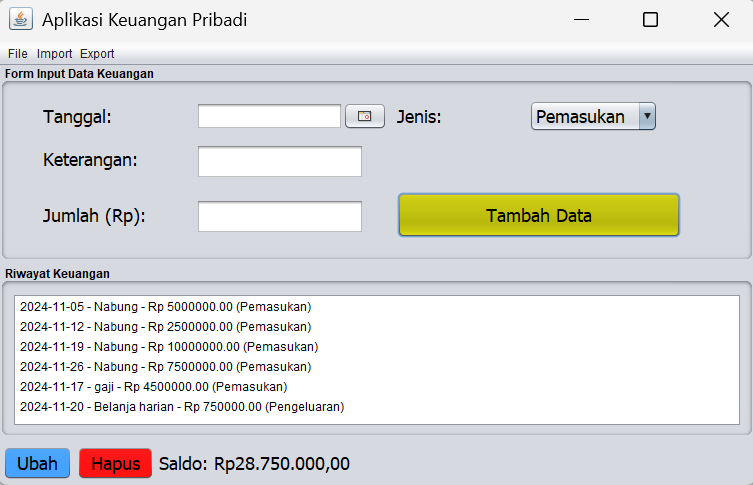 Aplikasi Keuangan Pribadi
File Import Export
Form Input Data Keuangan
Tanggal: Jenis: Pemasukan
Keterangan:
Jumlah (Rp): Tambah Data
Riwayat Keuangan
2024-11-05 - Nabung - Rp 5000000.00 (Pemasukan)
2024-11-12 - Nabung - Rp 2500000.00 (Pemasukan)
2024-11-19 - Nabung - Rp 10000000.00 (Pemasukan)
2024-11-26 - Nabung - Rp 7500000.00 (Pemasukan)
2024-11-17 - gaji - Rp 4500000.00 (Pemasukan)
2024-11-20 - Belanja harian - Rp 750000.00 (Pengeluaran)
Ubah Hapus Saldo: Rp28.750.000,00